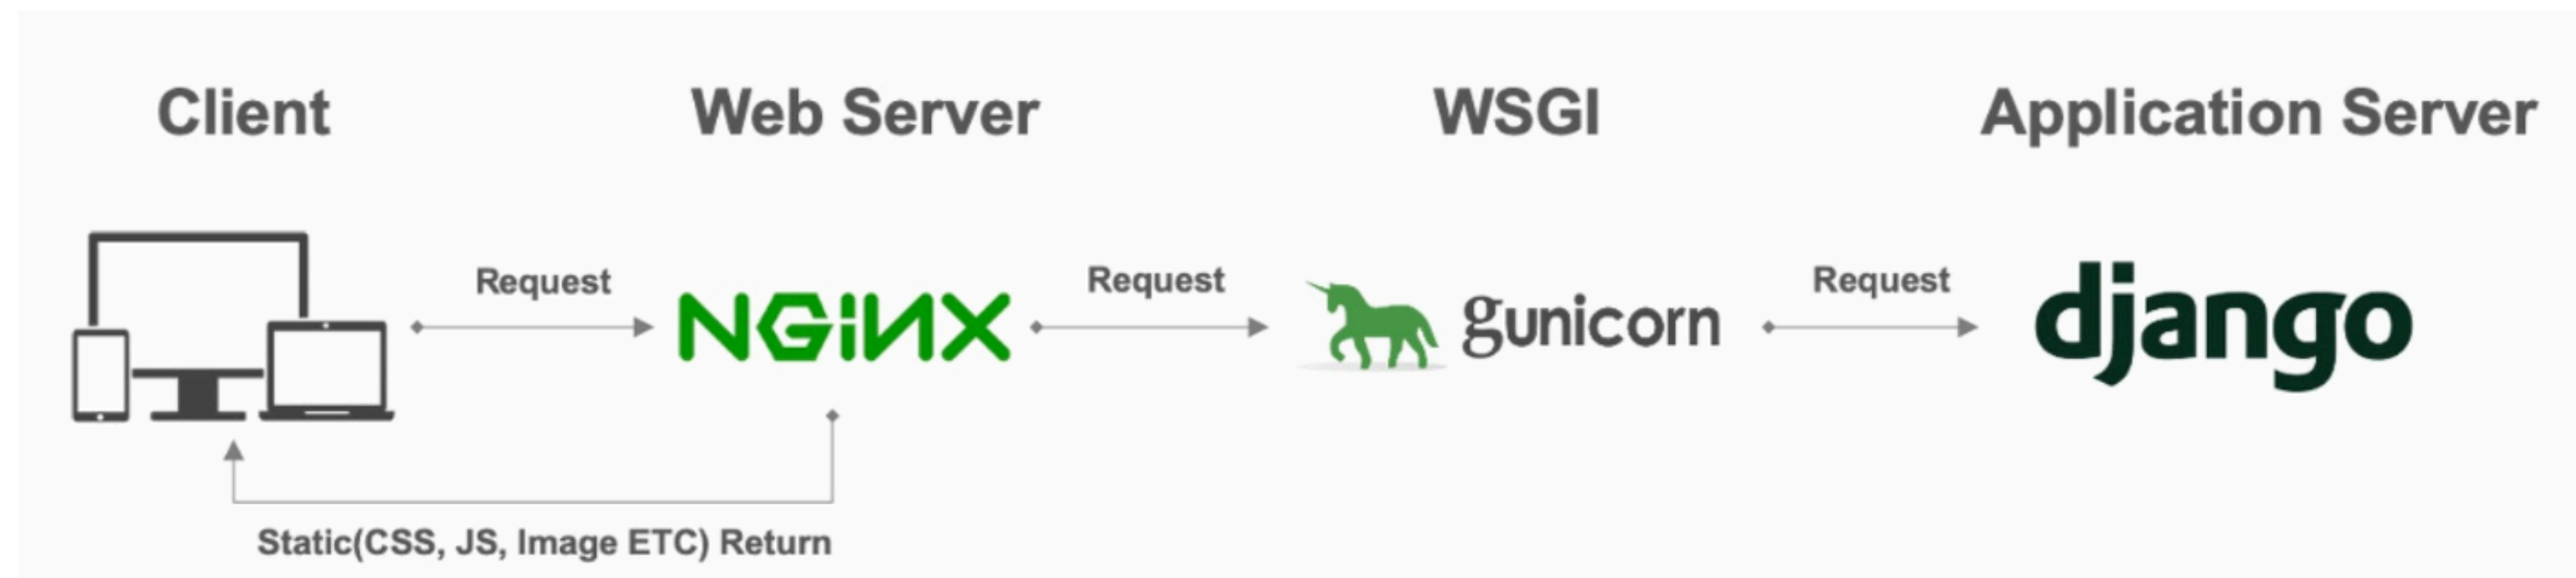 Client
Web Server
WSGI
Application Server
Request
NGiNX
Request
gunicorn
Request
django
Static(CSS, JS, Image ETC) Return